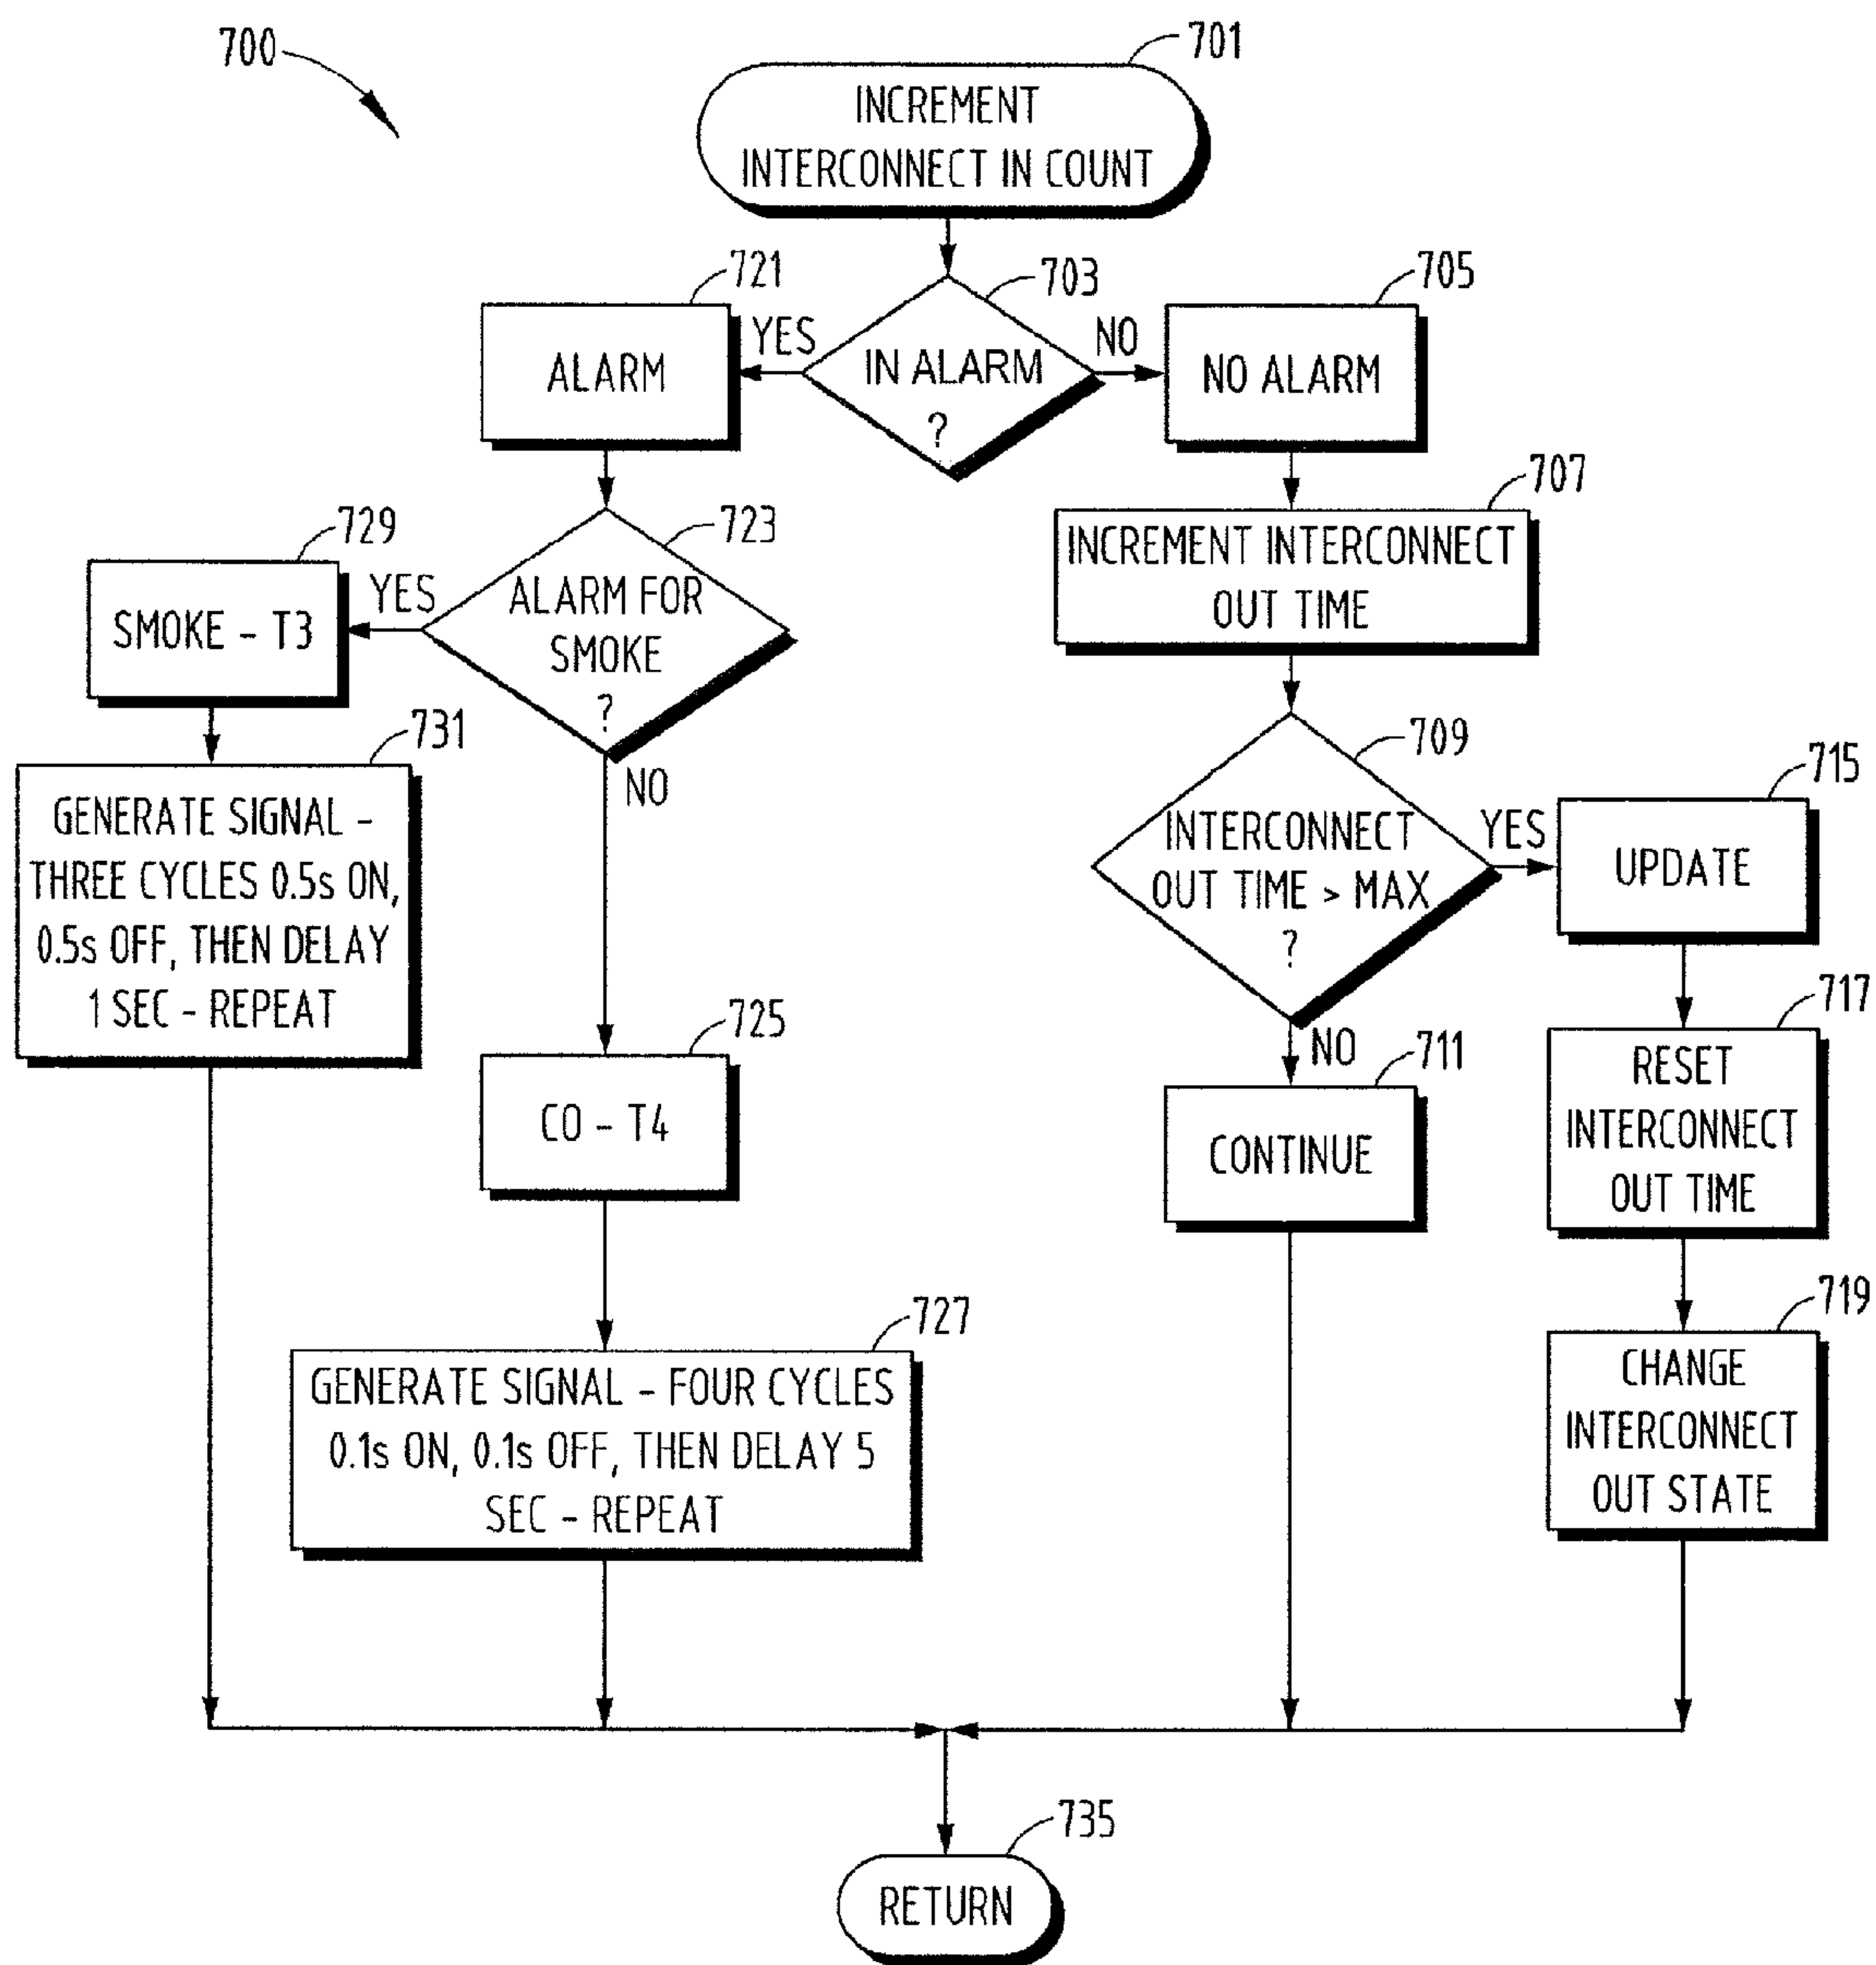 700
701
INCREMENT
INTERCONNECT IN COUNT
721
ALARM
YES
703
IN ALARM
?
NO
705
NO ALARM
707
INCREMENT INTERCONNECT
OUT TIME
729
SMOKE – T3
YES
723
ALARM FOR
SMOKE
?
NO
731
GENERATE SIGNAL –
THREE CYCLES 0.5s ON,
0.5s OFF, THEN DELAY
1 SEC – REPEAT
709
INTERCONNECT
OUT TIME > MAX
?
YES
715
UPDATE
NO
711
CONTINUE
717
RESET
INTERCONNECT
OUT TIME
725
CO – T4
727
GENERATE SIGNAL – FOUR CYCLES
0.1s ON, 0.1s OFF, THEN DELAY 5
SEC – REPEAT
719
CHANGE
INTERCONNECT
OUT STATE
735
RETURN